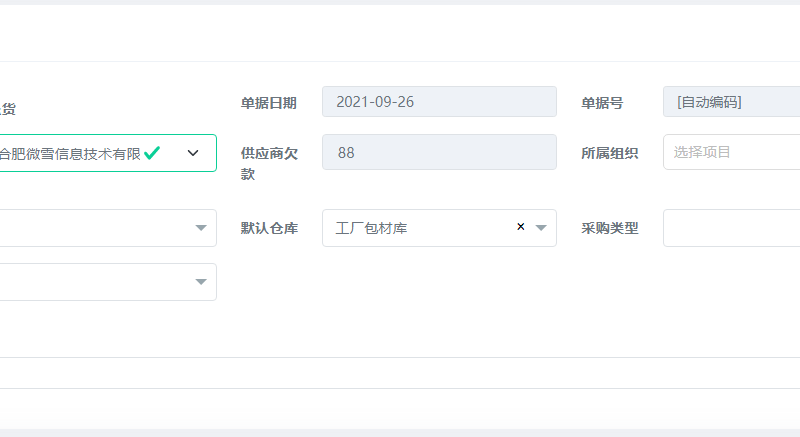 单据日期 2021-09-26 单据号 [自动编码]
货
合肥微雪信息技术有限 供应商欠款 88 所属组织 选择项目
默认仓库 工厂包材库 × 采购类型